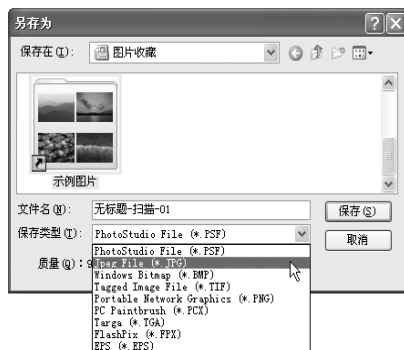 另存为
保存在(I):
图片收藏
示例图片
文件名(N):
无标题-扫描-01
保存(S)
保存类型(T):
PhotoStudio File (*.PSF)
取消
PhotoStudio File (*.PSF)
质量(Q):9
Jpeg File (*.JPG)
Windows Bitmap (*.BMP)
Tagged Image File (*.TIF)
Portable Network Graphics (*.PNG)
PC Paintbrush (*.PCX)
Targa (*.TGA)
FlashPix (*.FPX)
EPS (*.EPS)